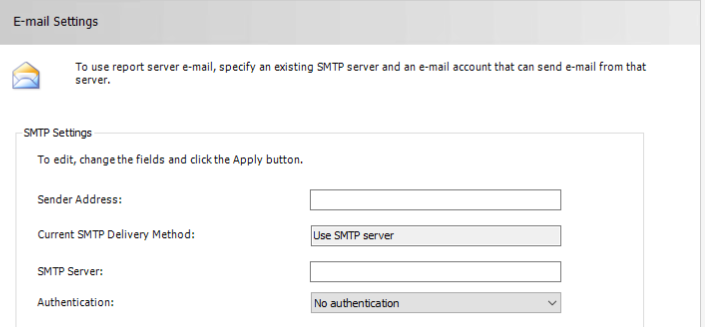 E-mail Settings
To use report server e-mail, specify an existing SMTP server and an e-mail account that can send e-mail from that
server.
SMTP Settings
To edit, change the fields and click the Apply button.
Sender Address:
Current SMTP Delivery Method: Use SMTP server
SMTP Server:
Authentication: No authentication